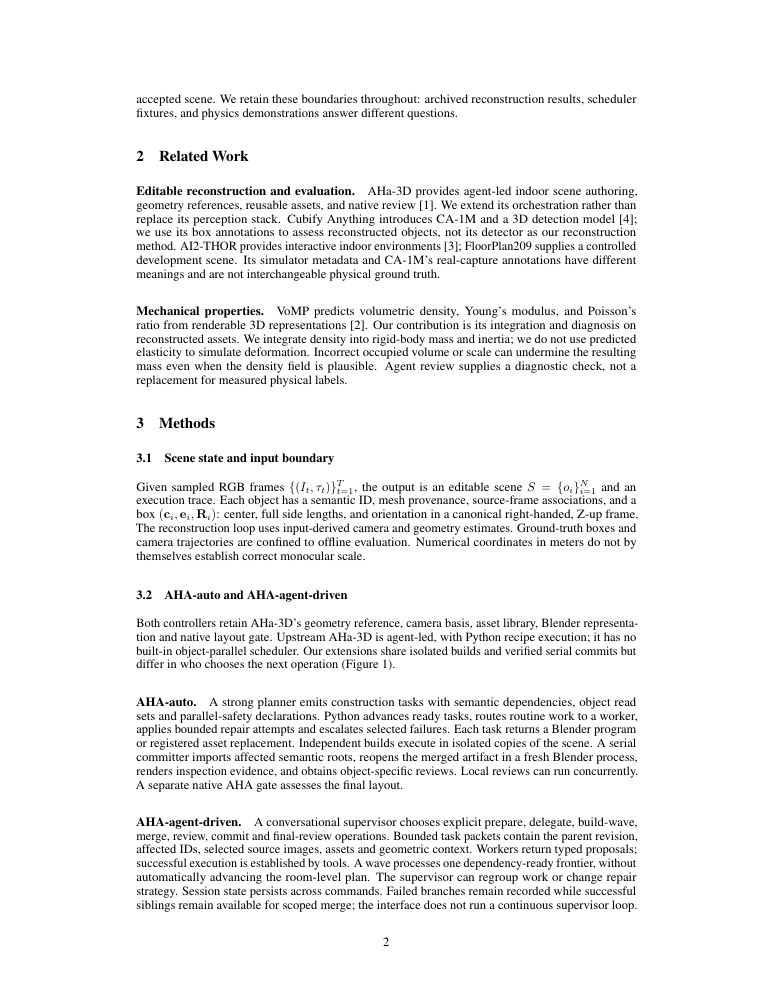 accepted scene. We retain these boundaries throughout: archived reconstruction results, scheduler
fixtures, and physics demonstrations answer different questions.
2 Related Work
Editable reconstruction and evaluation. AHa-3D provides agent-led indoor scene authoring,
geometry references, reusable assets, and native review [1]. We extend its orchestration rather than
replace its perception stack. Cubify Anything introduces CA-1M and a 3D detection model [4];
we use its box annotations to assess reconstructed objects, not its detector as our reconstruction
method. AI2-THOR provides interactive indoor environments [3]; FloorPlan209 supplies a controlled
development scene. Its simulator metadata and CA-1M's real-capture annotations have different
meanings and are not interchangeable physical ground truth.
Mechanical properties. VoMP predicts volumetric density, Young's modulus, and Poisson's
ratio from renderable 3D representations [2]. Our contribution is its integration and diagnosis on
reconstructed assets. We integrate density into rigid-body mass and inertia; we do not use predicted
elasticity to simulate deformation. Incorrect occupied volume or scale can undermine the resulting
mass even when the density field is plausible. Agent review supplies a diagnostic check, not a
replacement for measured physical labels.
3 Methods
3.1 Scene state and input boundary
Given sampled RGB frames {(I_t, τ_t)}_{t=1}^T, the output is an editable scene S = {o_i}_{i=1}^N and an
execution trace. Each object has a semantic ID, mesh provenance, source-frame associations, and a
box (c_i, e_i, R_i): center, full side lengths, and orientation in a canonical right-handed, Z-up frame.
The reconstruction loop uses input-derived camera and geometry estimates. Ground-truth boxes and
camera trajectories are confined to offline evaluation. Numerical coordinates in meters do not by
themselves establish correct monocular scale.
3.2 AHA-auto and AHA-agent-driven
Both controllers retain AHa-3D's geometry reference, camera basis, asset library, Blender representa-
tion and native layout gate. Upstream AHa-3D is agent-led, with Python recipe execution; it has no
built-in object-parallel scheduler. Our extensions share isolated builds and verified serial commits but
differ in who chooses the next operation (Figure 1).
AHA-auto. A strong planner emits construction tasks with semantic dependencies, object read
sets and parallel-safety declarations. Python advances ready tasks, routes routine work to a worker,
applies bounded repair attempts and escalates selected failures. Each task returns a Blender program
or registered asset replacement. Independent builds execute in isolated copies of the scene. A serial
committer imports affected semantic roots, reopens the merged artifact in a fresh Blender process,
renders inspection evidence, and obtains object-specific reviews. Local reviews can run concurrently.
A separate native AHA gate assesses the final layout.
AHA-agent-driven. A conversational supervisor chooses explicit prepare, delegate, build-wave,
merge, review, commit and final-review operations. Bounded task packets contain the parent revision,
affected IDs, selected source images, assets and geometric context. Workers return typed proposals;
successful execution is established by tools. A wave processes one dependency-ready frontier, without
automatically advancing the room-level plan. The supervisor can regroup work or change repair
strategy. Session state persists across commands. Failed branches remain recorded while successful
siblings remain available for scoped merge; the interface does not run a continuous supervisor loop.
2